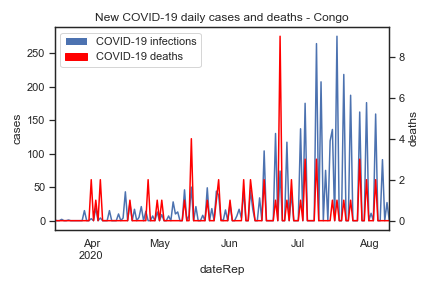 New COVID-19 daily cases and deaths - Congo
COVID-19 infections
COVID-19 deaths
250
200
150
100
50
0
cases
8
6
4
2
0
deaths
Apr May Jun Jul Aug
2020
dateRep